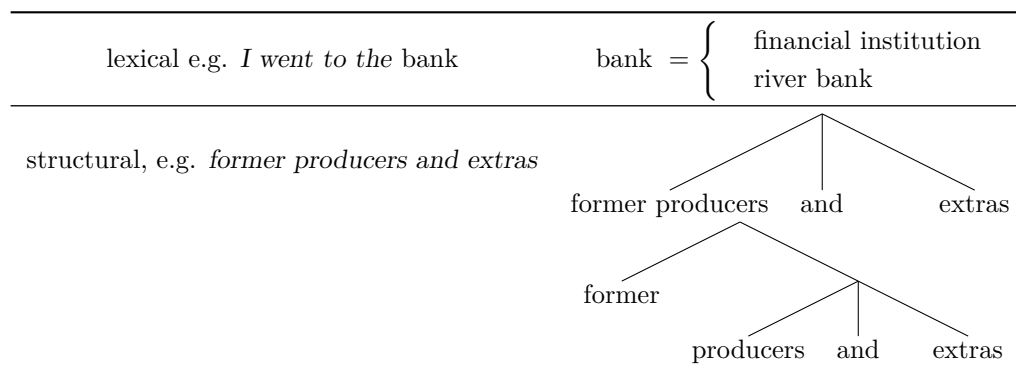 lexical e.g. I went to the bank bank = { financial institution
river bank
structural, e.g. former producers and extras
former producers and extras
former
producers and extras